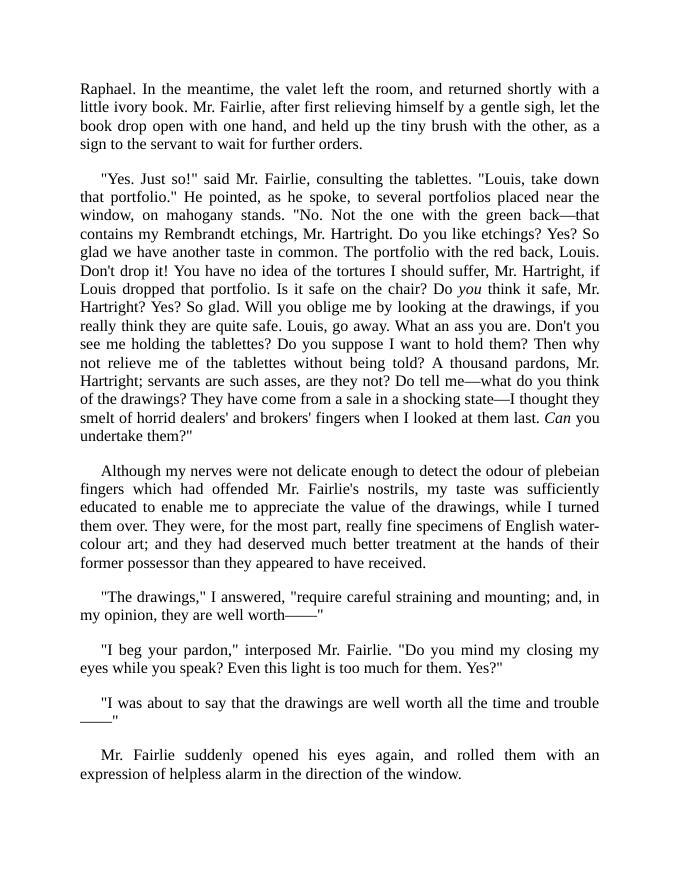 Raphael. In the meantime, the valet left the room, and returned shortly with a
little ivory book. Mr. Fairlie, after first relieving himself by a gentle sigh, let the
book drop open with one hand, and held up the tiny brush with the other, as a
sign to the servant to wait for further orders.
"Yes. Just so!" said Mr. Fairlie, consulting the tablettes. "Louis, take down
that portfolio." He pointed, as he spoke, to several portfolios placed near the
window, on mahogany stands. "No. Not the one with the green back—that
contains my Rembrandt etchings, Mr. Hartright. Do you like etchings? Yes? So
glad we have another taste in common. The portfolio with the red back, Louis.
Don't drop it! You have no idea of the tortures I should suffer, Mr. Hartright, if
Louis dropped that portfolio. Is it safe on the chair? Do you think it safe, Mr.
Hartright? Yes? So glad. Will you oblige me by looking at the drawings, if you
really think they are quite safe. Louis, go away. What an ass you are. Don't you
see me holding the tablettes? Do you suppose I want to hold them? Then why
not relieve me of the tablettes without being told? A thousand pardons, Mr.
Hartright; servants are such asses, are they not? Do tell me—what do you think
of the drawings? They have come from a sale in a shocking state—I thought they
smelt of horrid dealers' and brokers' fingers when I looked at them last. Can you
undertake them?"
Although my nerves were not delicate enough to detect the odour of plebeian
fingers which had offended Mr. Fairlie's nostrils, my taste was sufficiently
educated to enable me to appreciate the value of the drawings, while I turned
them over. They were, for the most part, really fine specimens of English water-
colour art; and they had deserved much better treatment at the hands of their
former possessor than they appeared to have received.
"The drawings," I answered, "require careful straining and mounting; and, in
my opinion, they are well worth——"
"I beg your pardon," interposed Mr. Fairlie. "Do you mind my closing my
eyes while you speak? Even this light is too much for them. Yes?"
"I was about to say that the drawings are well worth all the time and trouble
——"
Mr. Fairlie suddenly opened his eyes again, and rolled them with an
expression of helpless alarm in the direction of the window.